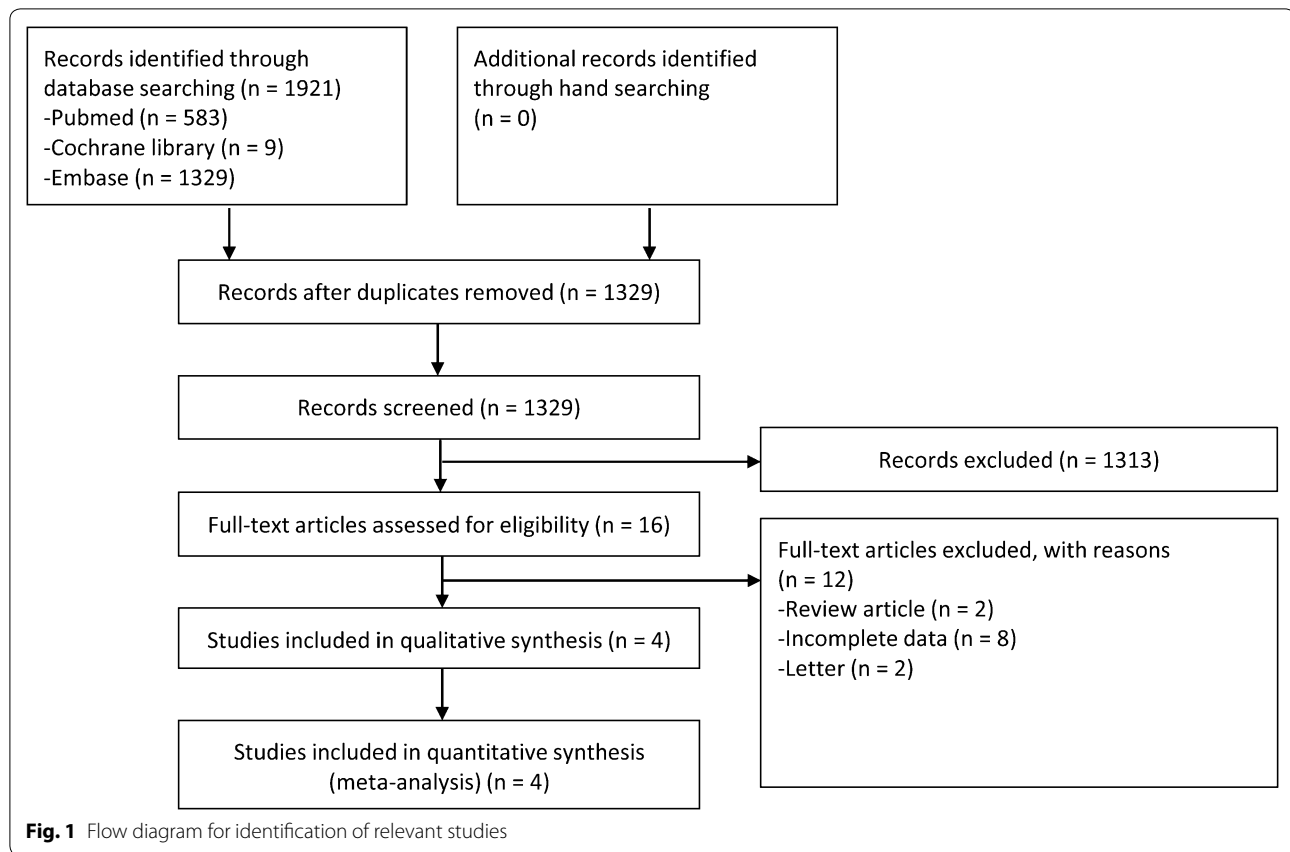 Records identified through
database searching (n = 1921)
-Pubmed (n = 583)
-Cochrane library (n = 9)
-Embase (n = 1329)
Additional records identified
through hand searching
(n = 0)
Records after duplicates removed (n = 1329)
Records screened (n = 1329)
Records excluded (n = 1313)
Full-text articles assessed for eligibility (n = 16)
Full-text articles excluded, with reasons
(n = 12)
-Review article (n = 2)
-Incomplete data (n = 8)
-Letter (n = 2)
Studies included in qualitative synthesis (n = 4)
Studies included in quantitative synthesis
(meta-analysis) (n = 4)
Fig. 1 Flow diagram for identification of relevant studies